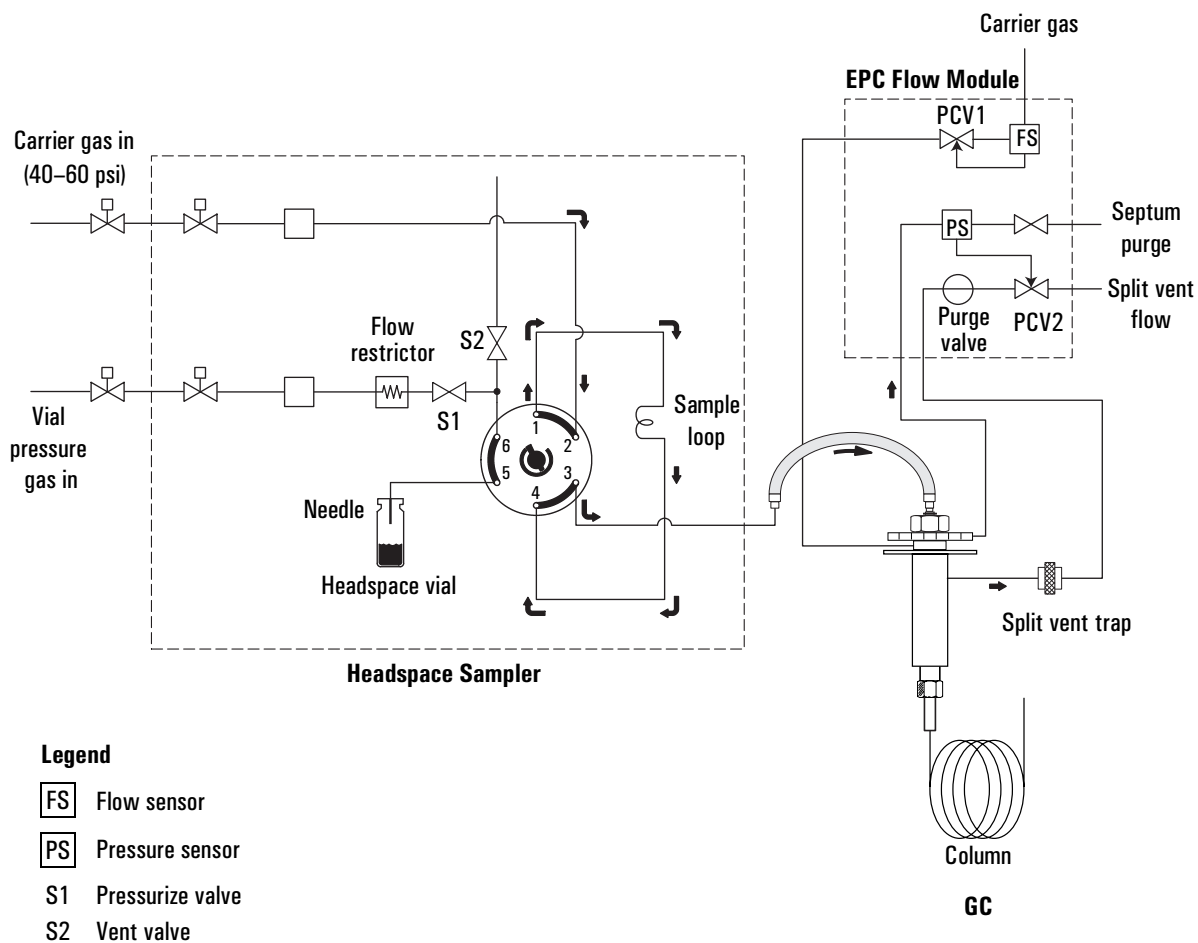 Carrier gas
EPC Flow Module
PCV1
FS
Carrier gas in
(40–60 psi)
PS
Septum
purge
Split vent
flow
Purge
valve
PCV2
Flow
restrictor
S2
S1
Vial
pressure
gas in
Sample
loop
1
2
3
4
5
6
Needle
Headspace vial
Headspace Sampler
Split vent trap
Column
GC
Legend
FS Flow sensor
PS Pressure sensor
S1 Pressurize valve
S2 Vent valve